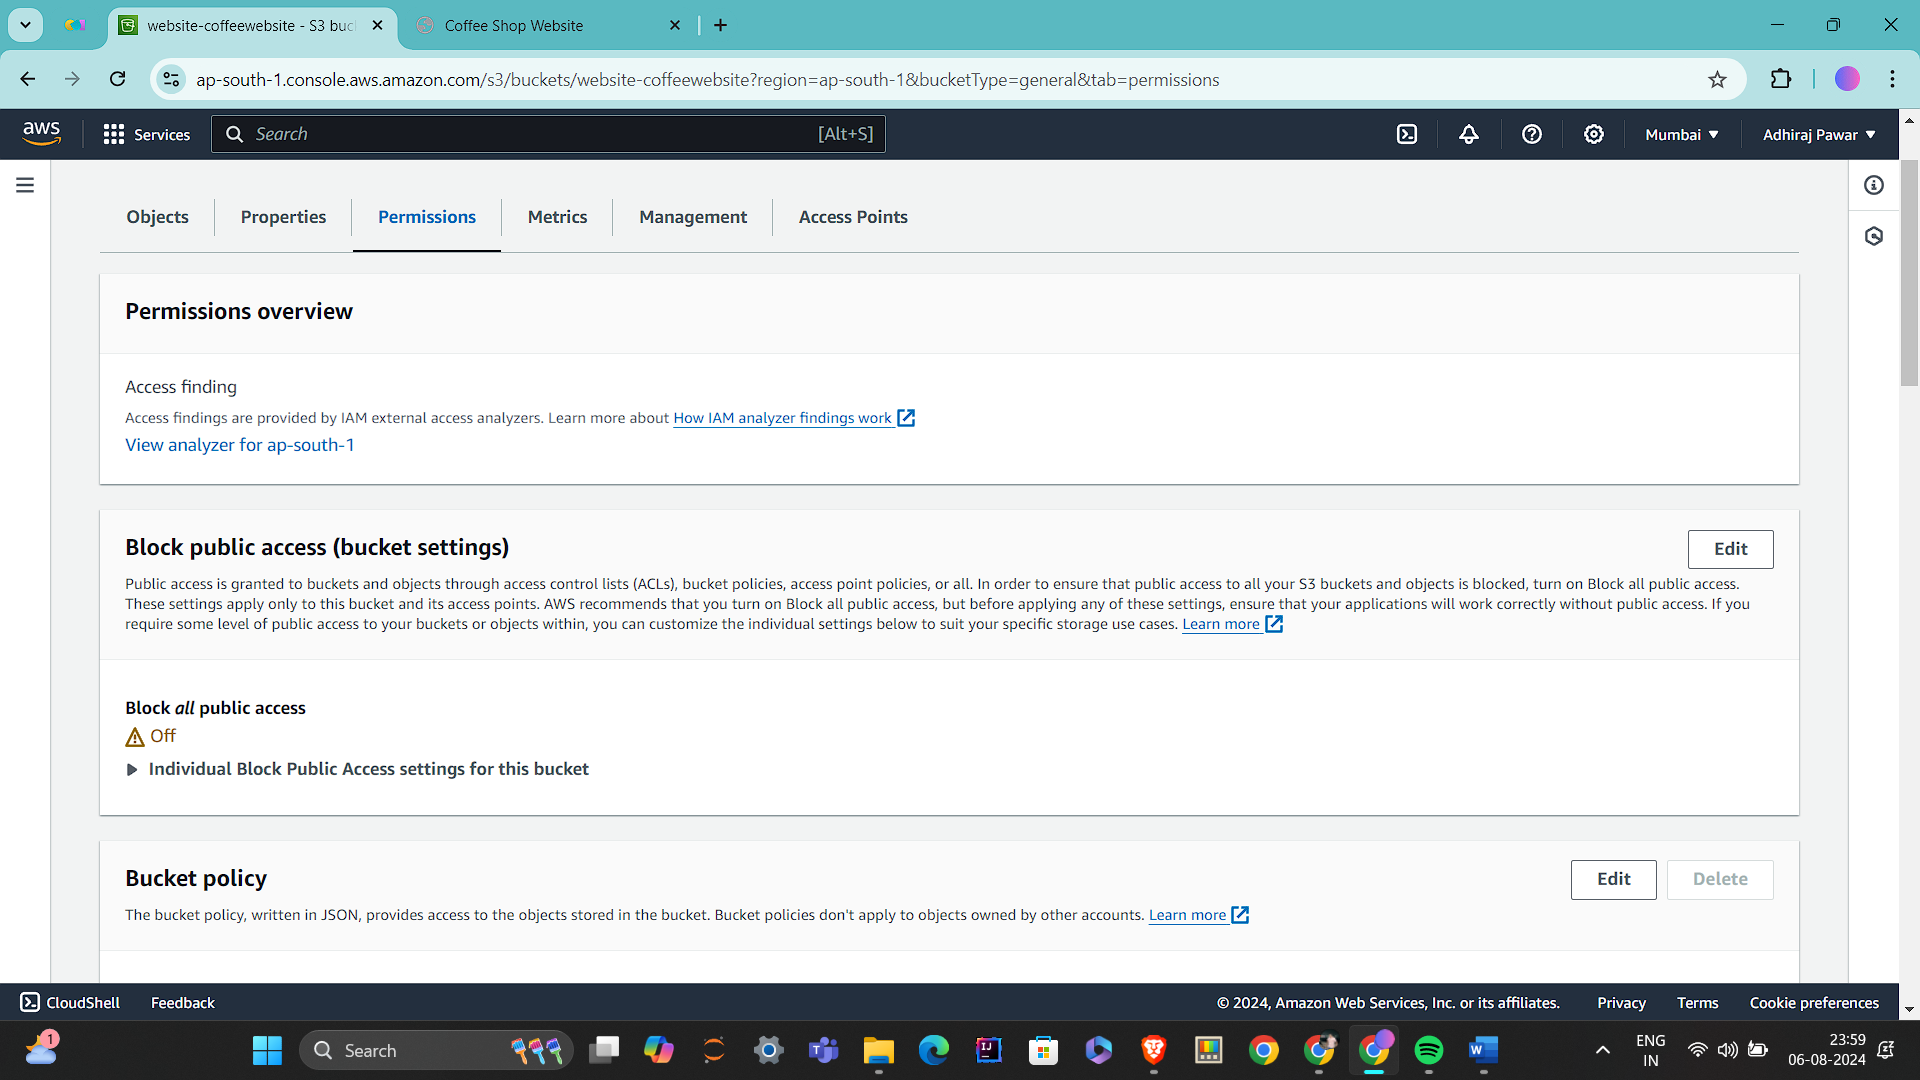 website-coffeewebsite - S3 buc
Coffee Shop Website
ap-south-1.console.aws.amazon.com/s3/buckets/website-coffeewebsite?region=ap-south-1&bucketType=general&tab=permissions
aws
Services
Search
[Alt+S]
Mumbai
Adhiraj Pawar
Objects
Properties
Permissions
Metrics
Management
Access Points
Permissions overview
Access finding
Access findings are provided by IAM external access analyzers. Learn more about How IAM analyzer findings work
View analyzer for ap-south-1
Block public access (bucket settings)
Edit
Public access is granted to buckets and objects through access control lists (ACLs), bucket policies, access point policies, or all. In order to ensure that public access to all your S3 buckets and objects is blocked, turn on Block all public access.
These settings apply only to this bucket and its access points. AWS recommends that you turn on Block all public access, but before applying any of these settings, ensure that your applications will work correctly without public access. If you
require some level of public access to your buckets or objects within, you can customize the individual settings below to suit your specific storage use cases. Learn more
Block all public access
Off
Individual Block Public Access settings for this bucket
Bucket policy
Edit
Delete
The bucket policy, written in JSON, provides access to the objects stored in the bucket. Bucket policies don't apply to objects owned by other accounts. Learn more
CloudShell
Feedback
© 2024, Amazon Web Services, Inc. or its affiliates.
Privacy
Terms
Cookie preferences
1
Search
ENG
IN
23:59
06-08-2024